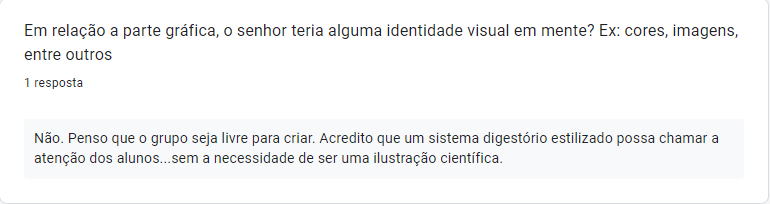 Em relação a parte gráfica, o senhor teria alguma identidade visual em mente? Ex: cores, imagens,
entre outros
1 resposta
Não. Penso que o grupo seja livre para criar. Acredito que um sistema digestório estilizado possa chamar a
atenção dos alunos...sem a necessidade de ser uma ilustração científica.